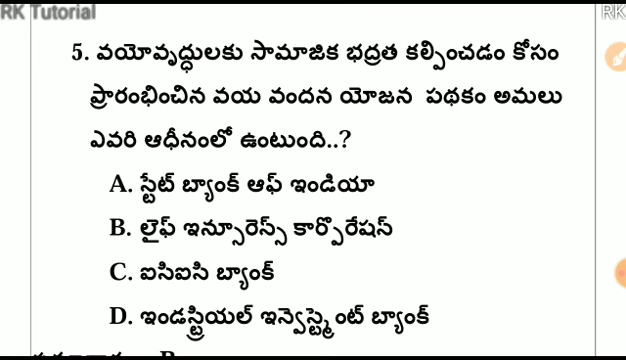 RK Tutorial
RK
5. వయోవృద్ధులకు సామాజిక భద్రత కల్పించడం కోసం
ప్రారంభించిన వయ వందన యోజన పథకం అమలు
ఎవరి ఆధీనంలో ఉంటుంది..?
A. స్టేట్ బ్యాంక్ ఆఫ్ ఇండియా
B. లైఫ్ ఇన్సూరెన్స్ కార్పోరేషన్
C. ఐసిఐసి బ్యాంక్
D. ఇండస్ట్రియల్ ఇన్వెస్ట్మెంట్ బ్యాంక్